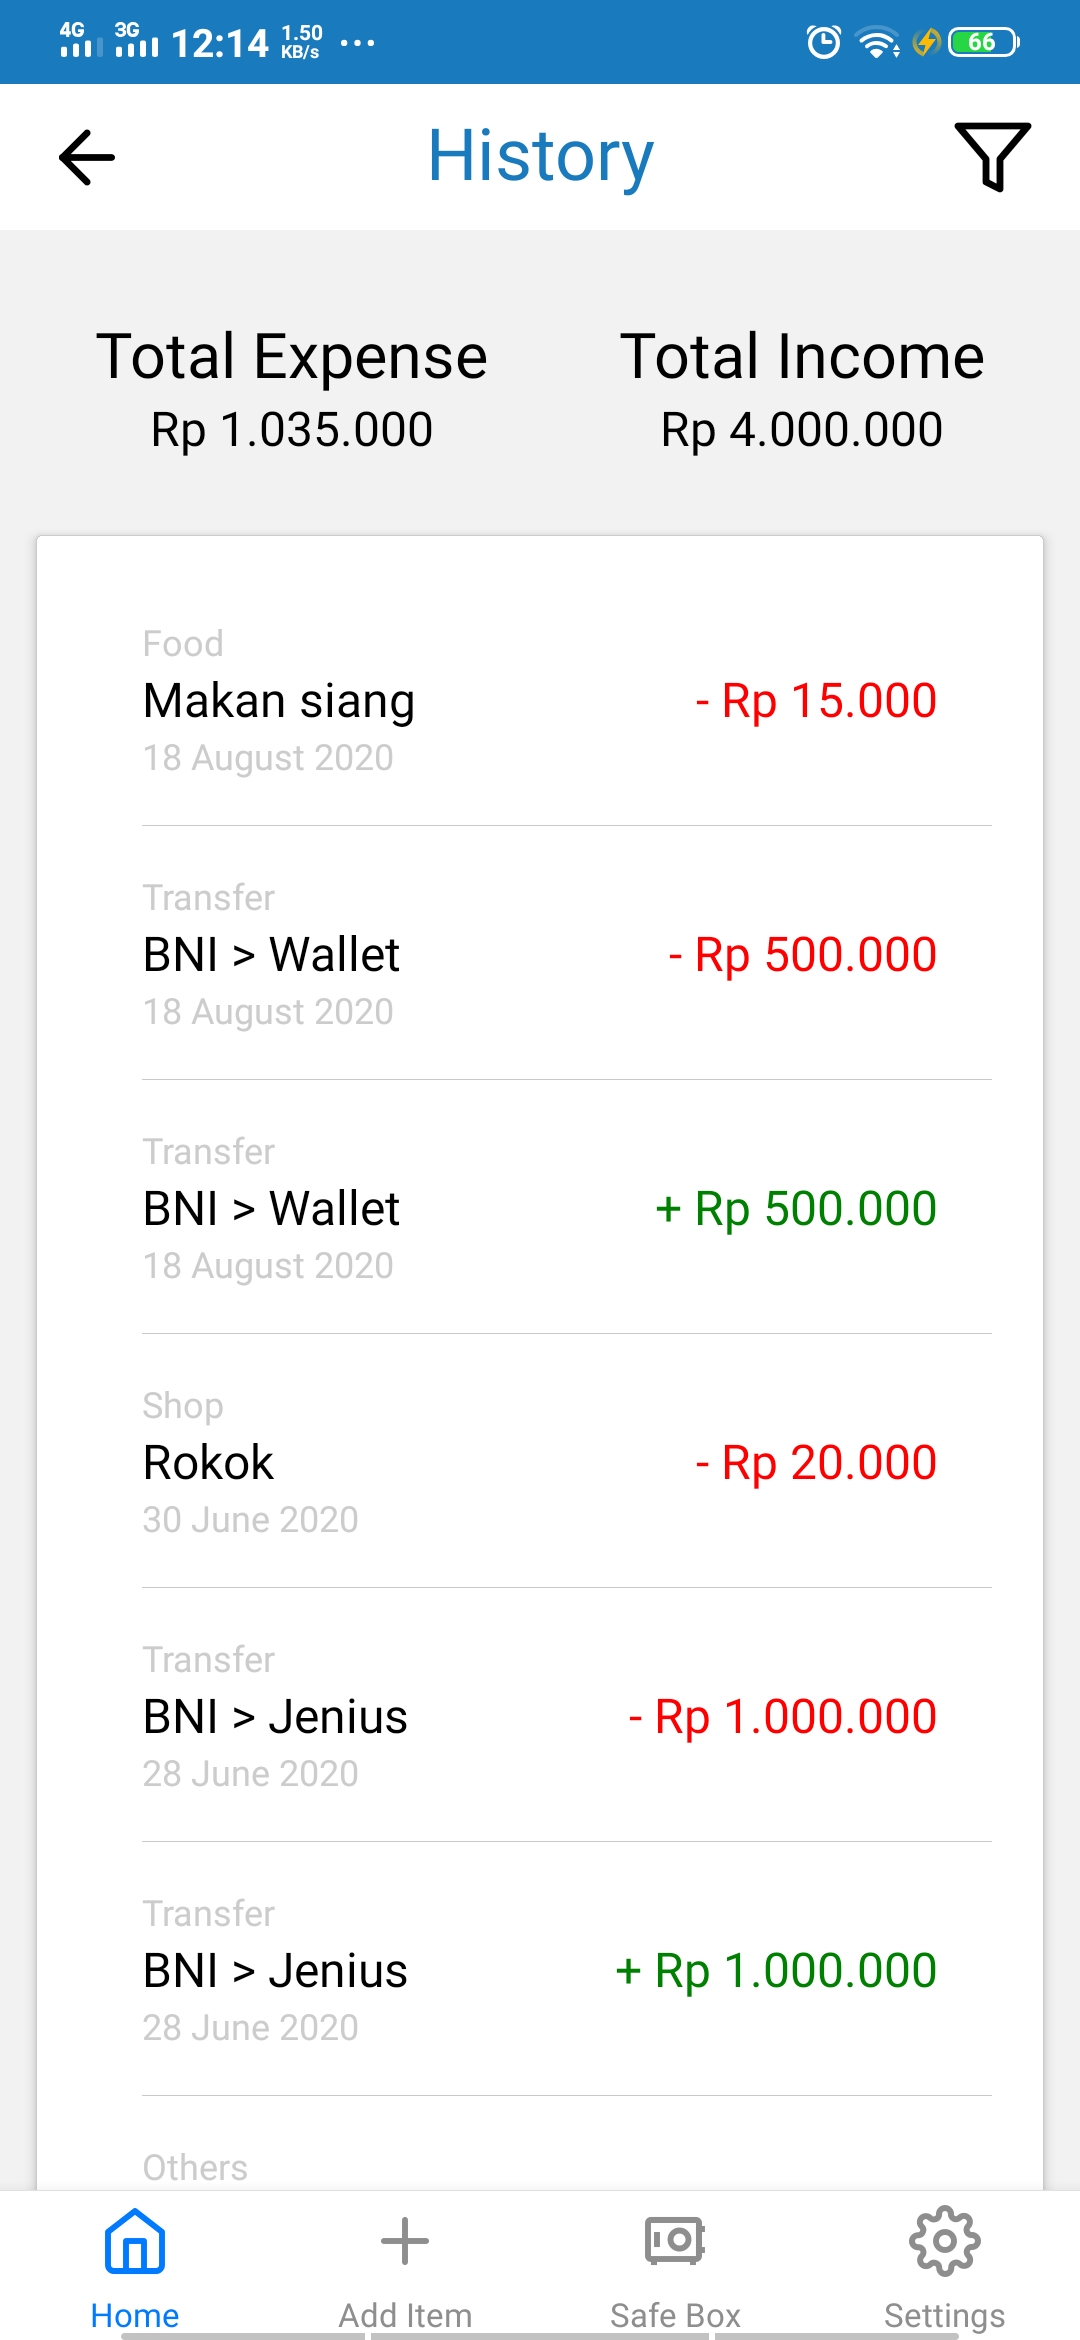 4G 3G 12:14 1.50 KB/s ... 66
History
Total Expense Total Income
Rp 1.035.000 Rp 4.000.000
Food
Makan siang - Rp 15.000
18 August 2020
Transfer
BNI > Wallet - Rp 500.000
18 August 2020
Transfer
BNI > Wallet + Rp 500.000
18 August 2020
Shop
Rokok - Rp 20.000
30 June 2020
Transfer
BNI > Jenius - Rp 1.000.000
28 June 2020
Transfer
BNI > Jenius + Rp 1.000.000
28 June 2020
Others
Home Add Item Safe Box Settings